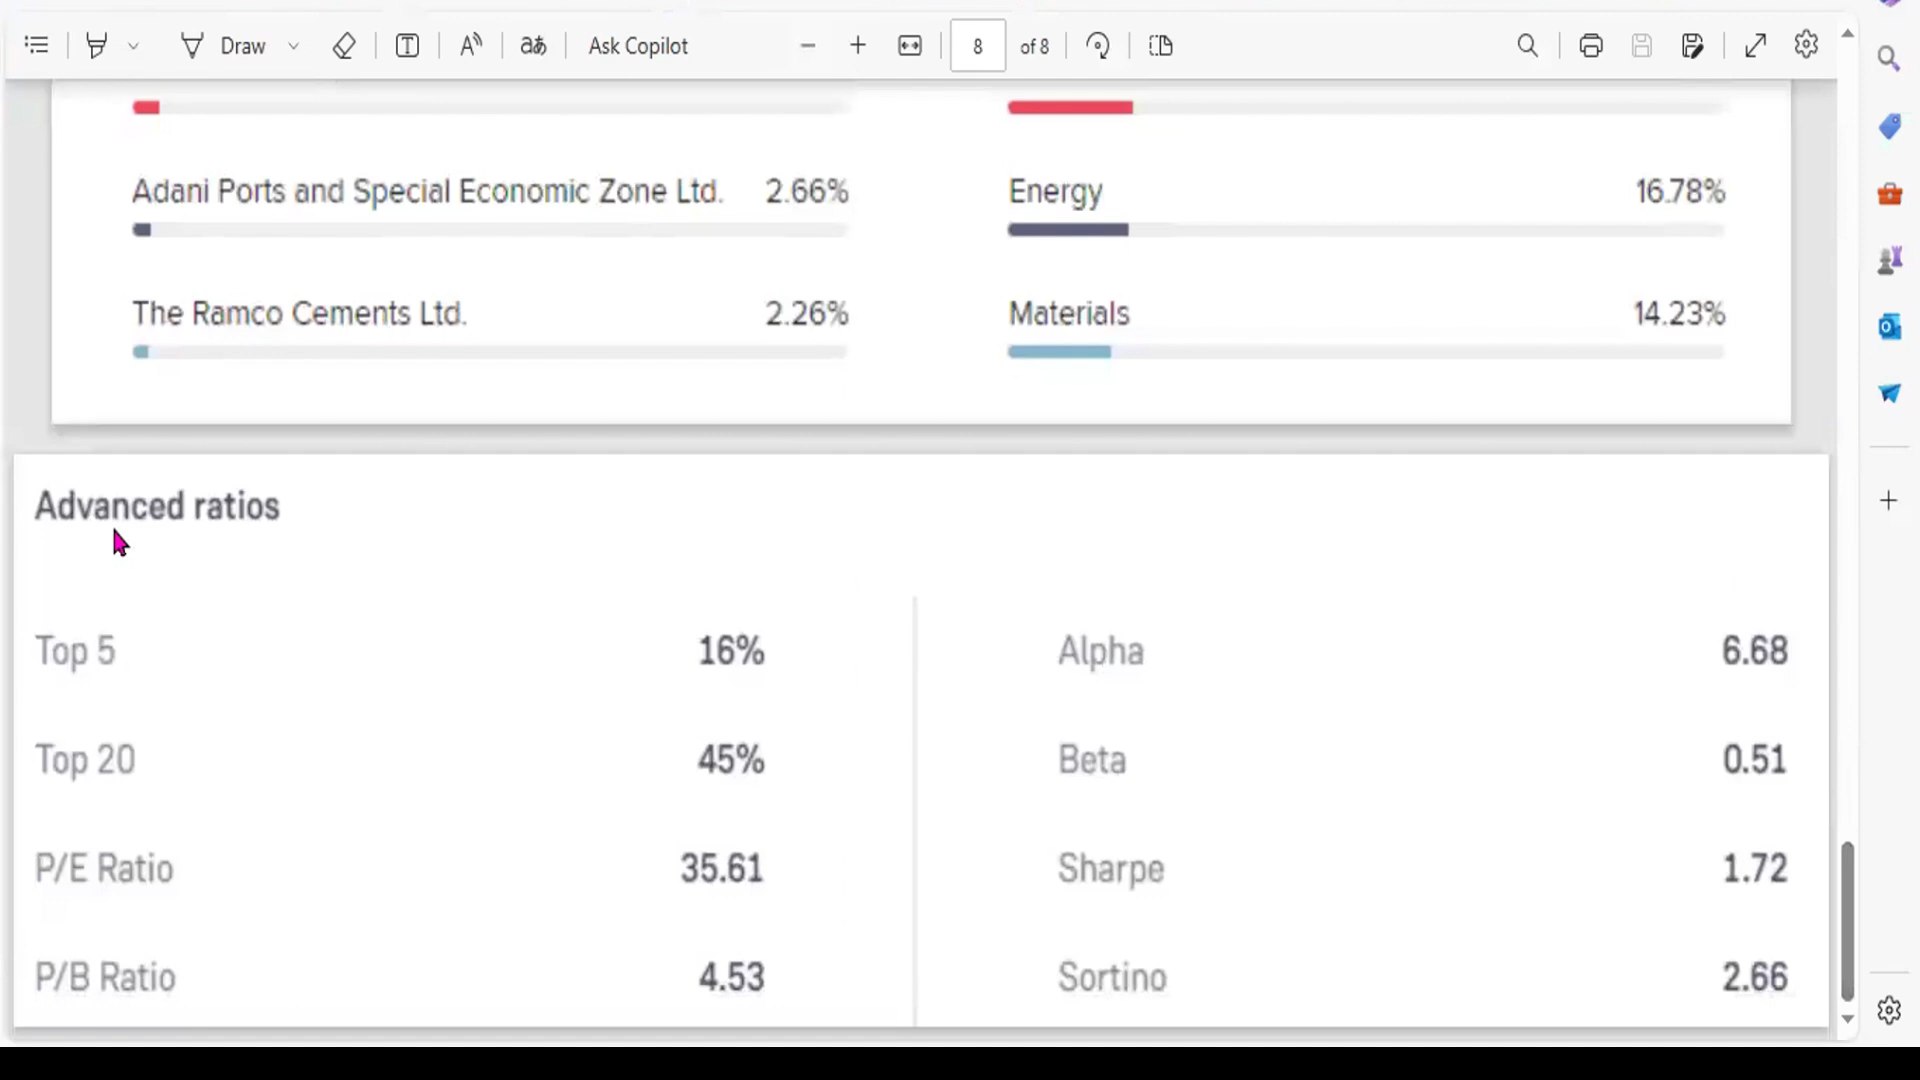 Draw
A
aあ
Ask Copilot
8
of 8
Adani Ports and Special Economic Zone Ltd. 2.66%
Energy 16.78%
The Ramco Cements Ltd. 2.26%
Materials 14.23%
Advanced ratios
Top 5 16%
Alpha 6.68
Top 20 45%
Beta 0.51
P/E Ratio 35.61
Sharpe 1.72
P/B Ratio 4.53
Sortino 2.66